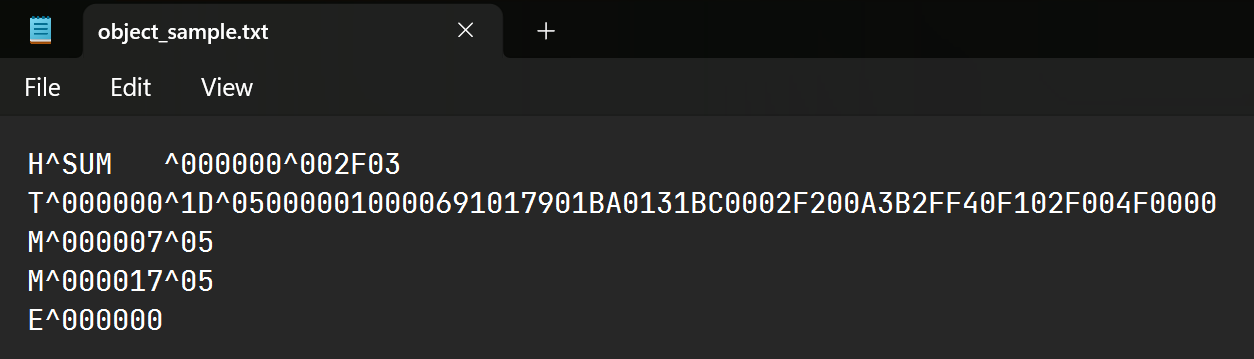 object_sample.txt
File Edit View
H^SUM   ^000000^002F03
T^000000^1D^050000010000691017901BA0131BC0002F200A3B2FF40F102F004F0000
M^000007^05
M^000017^05
E^000000